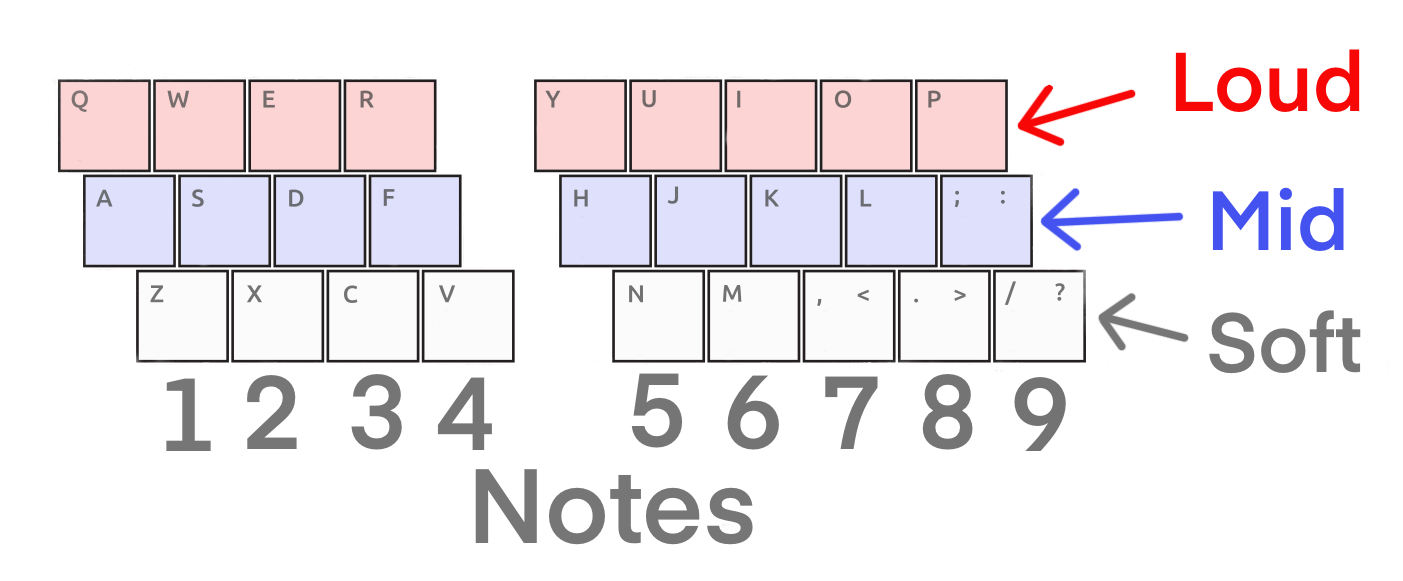 Loud
Q W E R Y U I O P
A S D F H J K L ; :
Mid
Z X C V N M , < . > / ?
Soft
1 2 3 4 5 6 7 8 9
Notes